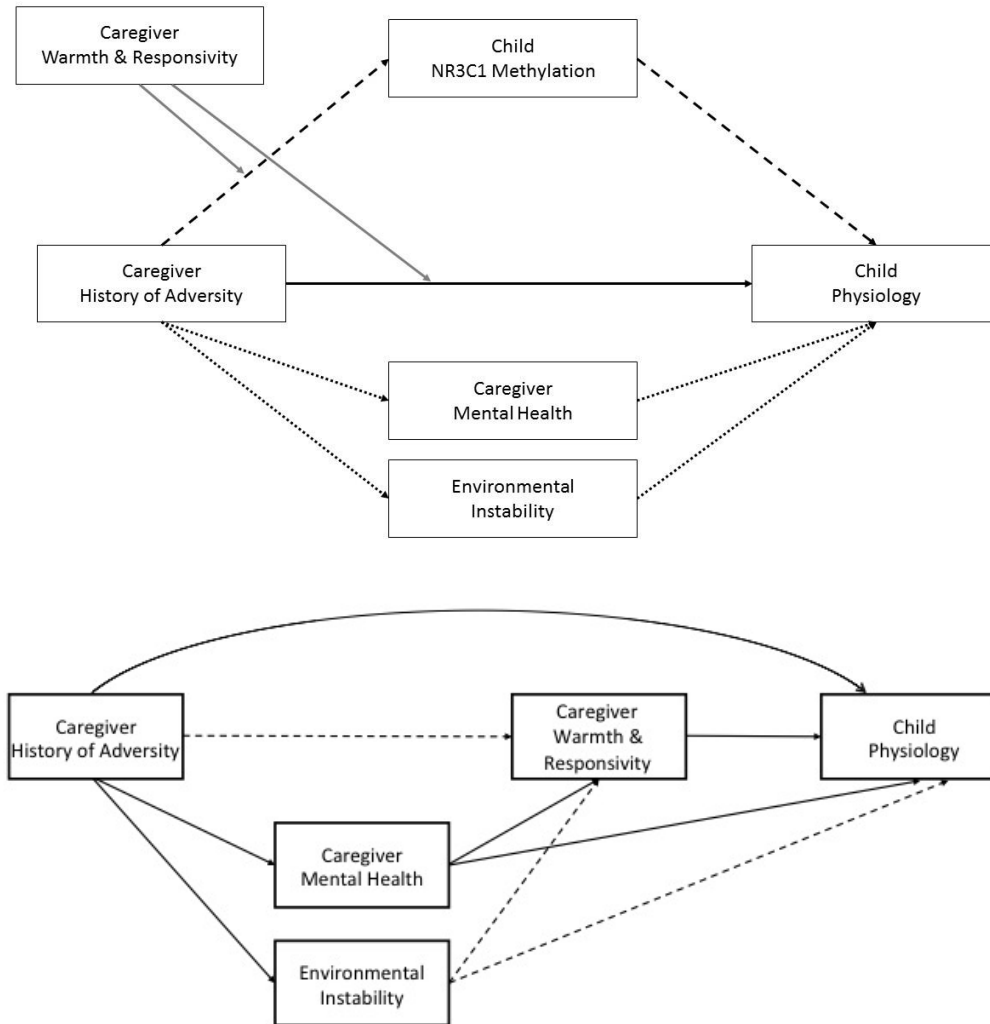 Caregiver
Warmth & Responsivity
Child
NR3C1 Methylation
Caregiver
History of Adversity
Child
Physiology
Caregiver
Mental Health
Environmental
Instability
Caregiver
History of Adversity
Caregiver
Warmth &
Responsivity
Child
Physiology
Caregiver
Mental Health
Environmental
Instability